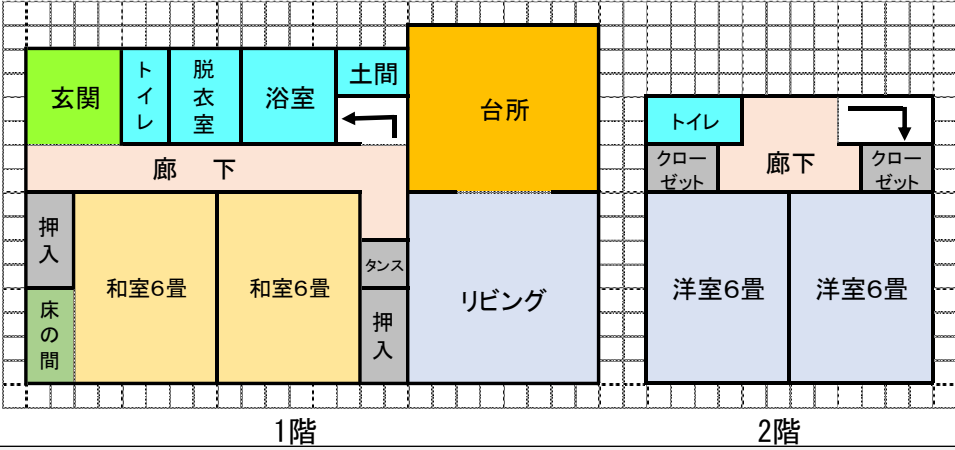 玄関
トイレ
脱衣室
浴室
土間
台所
廊 下
押入
床の間
和室6畳
和室6畳
タンス
押入
リビング
1階
トイレ
廊下
クロー
ゼット
クロー
ゼット
洋室6畳
洋室6畳
2階